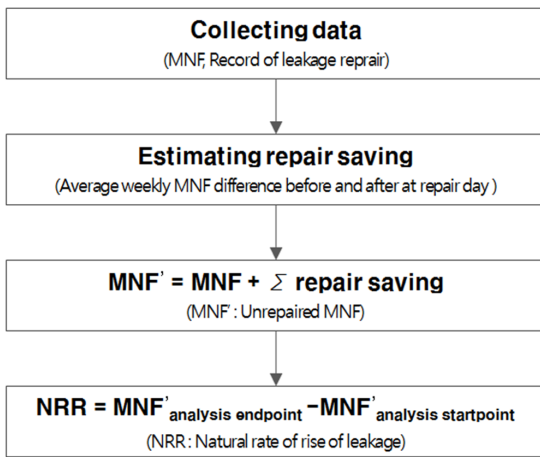 Collecting data
(MNF, Record of leakage reprair)
Estimating repair saving
(Average weekly MNF difference before and after at repair day )
MNF' = MNF + Σ repair saving
(MNF' : Unrepaired MNF)
NRR = MNF'analysis endpoint −MNF'analysis startpoint
(NRR : Natural rate of rise of leakage)